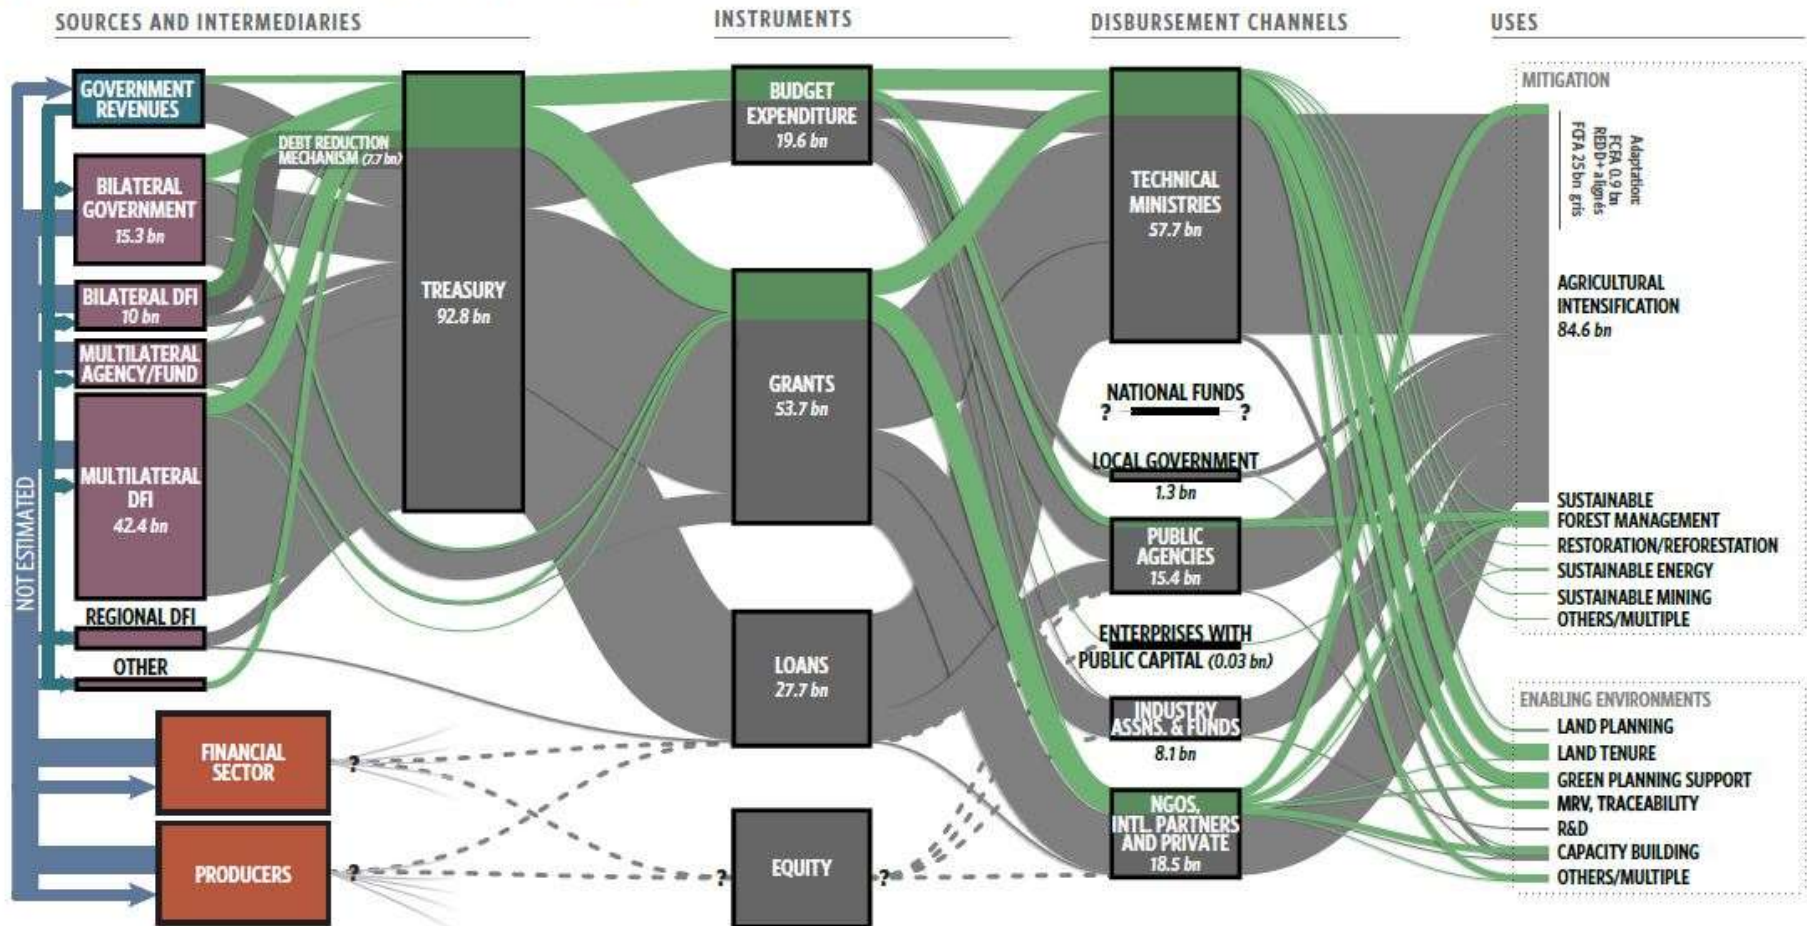 SOURCES AND INTERMEDIARIES
INSTRUMENTS
DISBURSEMENT CHANNELS
USES
NOT ESTIMATED
GOVERNMENT
REVENUES
BILATERAL
GOVERNMENT
15.3 bn
BILATERAL DFI
10 bn
MULTILATERAL
AGENCY/FUND
MULTILATERAL
DFI
42.4 bn
REGIONAL DFI
OTHER
FINANCIAL
SECTOR
?
PRODUCERS
?
DEBT REDUCTION
MECHANISM (7.7 bn)
TREASURY
92.8 bn
BUDGET
EXPENDITURE
19.6 bn
GRANTS
53.7 bn
LOANS
27.7 bn
?
EQUITY
?
TECHNICAL
MINISTRIES
57.7 bn
NATIONAL FUNDS
? ?
LOCAL GOVERNMENT
1.3 bn
PUBLIC
AGENCIES
15.4 bn
ENTERPRISES WITH
PUBLIC CAPITAL (0.03 bn)
INDUSTRY
ASSNS. & FUNDS
8.1 bn
NGOS,
INTL. PARTNERS
AND PRIVATE
18.5 bn
MITIGATION
Adaptation:
FCFA 0.9 bn
REDD+ alignés
FCFA 25 bn gris
AGRICULTURAL
INTENSIFICATION
84.6 bn
SUSTAINABLE
FOREST MANAGEMENT
RESTORATION/REFORESTATION
SUSTAINABLE ENERGY
SUSTAINABLE MINING
OTHERS/MULTIPLE
ENABLING ENVIRONMENTS
LAND PLANNING
LAND TENURE
GREEN PLANNING SUPPORT
MRV, TRACEABILITY
R&D
CAPACITY BUILDING
OTHERS/MULTIPLE